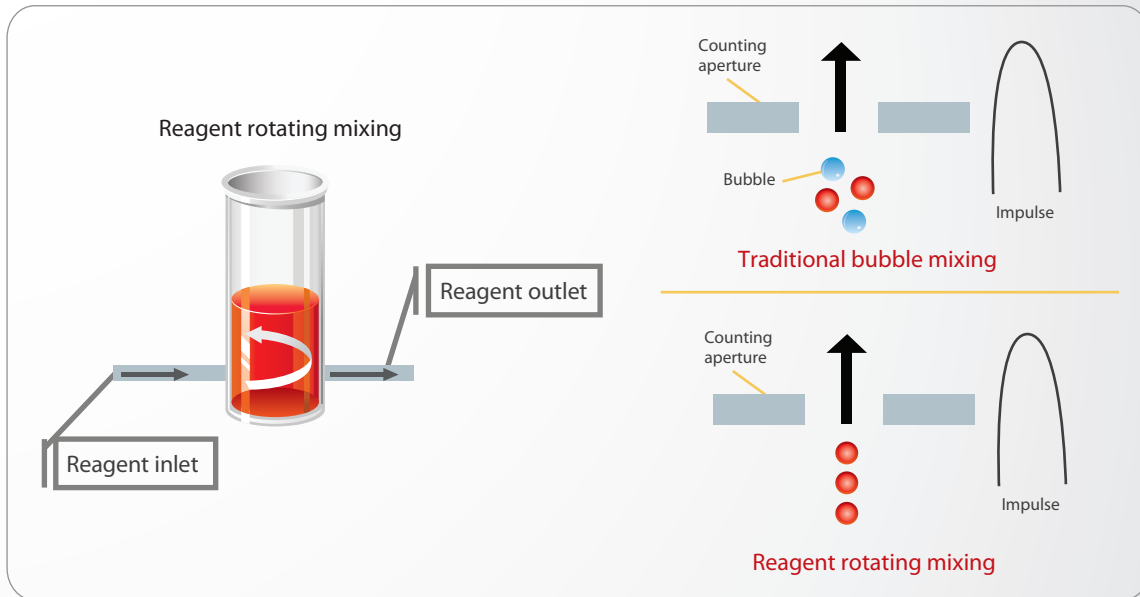 Reagent rotating mixing
Reagent outlet
Reagent inlet
Counting
aperture
Bubble
Impulse
Traditional bubble mixing
Counting
aperture
Impulse
Reagent rotating mixing